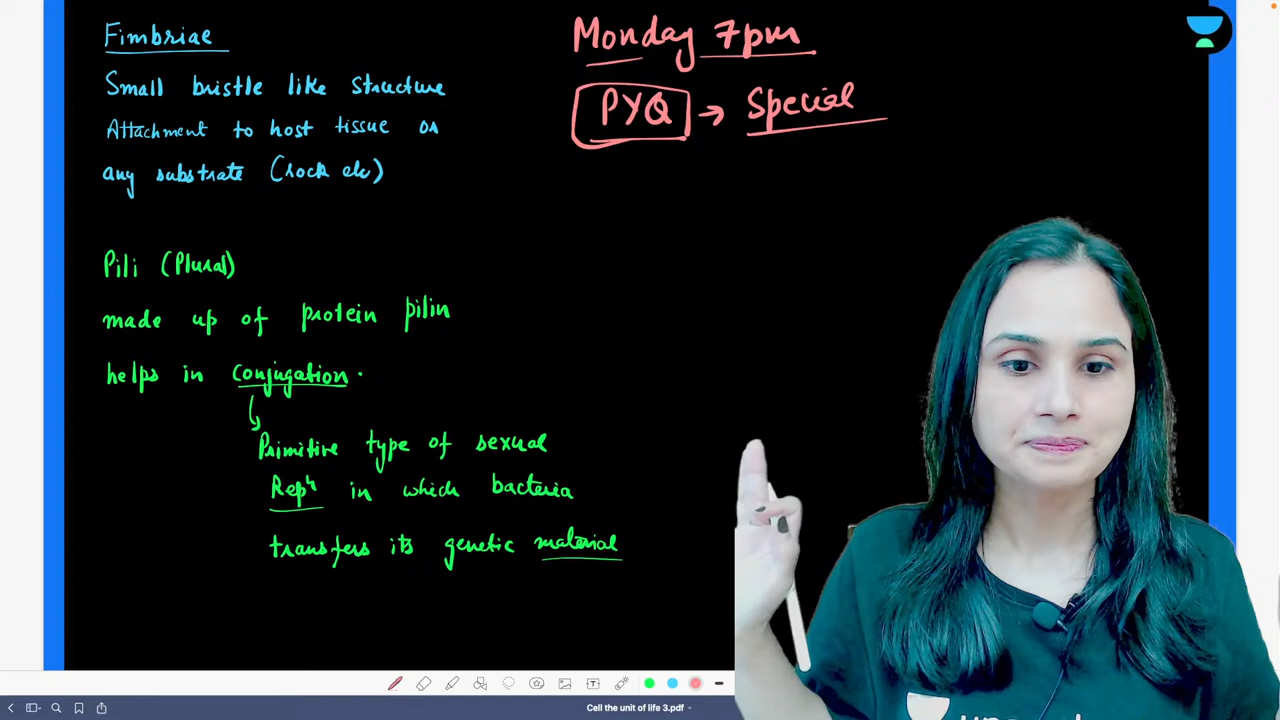 Fimbriae
Small bristle like structure
Attachment to host tissue or
any substrate (rock etc)
Pili (Plural)
made up of protein pilin
helps in conjugation.
Primitive type of sexual
Repⁿ in which bacteria
transfers its genetic material
Monday 7pm
PYQ → Special
Cell the unit of life 3.pdf